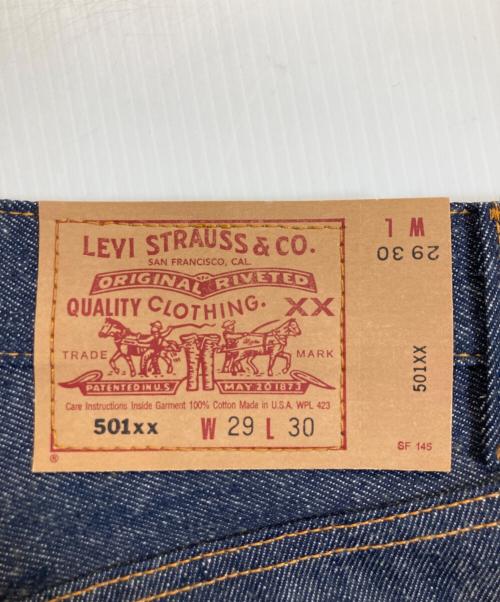 LEVI STRAUSS & CO.
SAN FRANCISCO, CAL.
ORIGINAL RIVETED
QUALITY CLOTHING. XX
TRADE MARK
PATENTED IN U.S. MAY 20 1873
Care Instructions Inside Garment 100% Cotton Made in U.S.A. WPL 423
501xx W 29 L 30
®
W L
29 30
501XX
SF 145